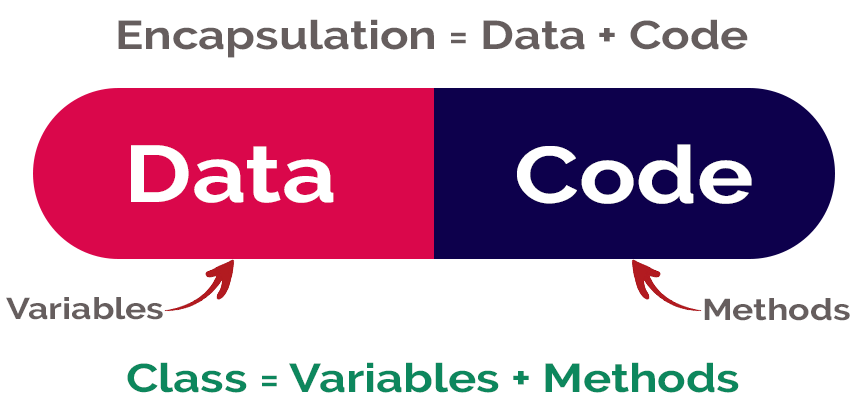 Encapsulation = Data + Code
Data Code
Variables Methods
Class = Variables + Methods